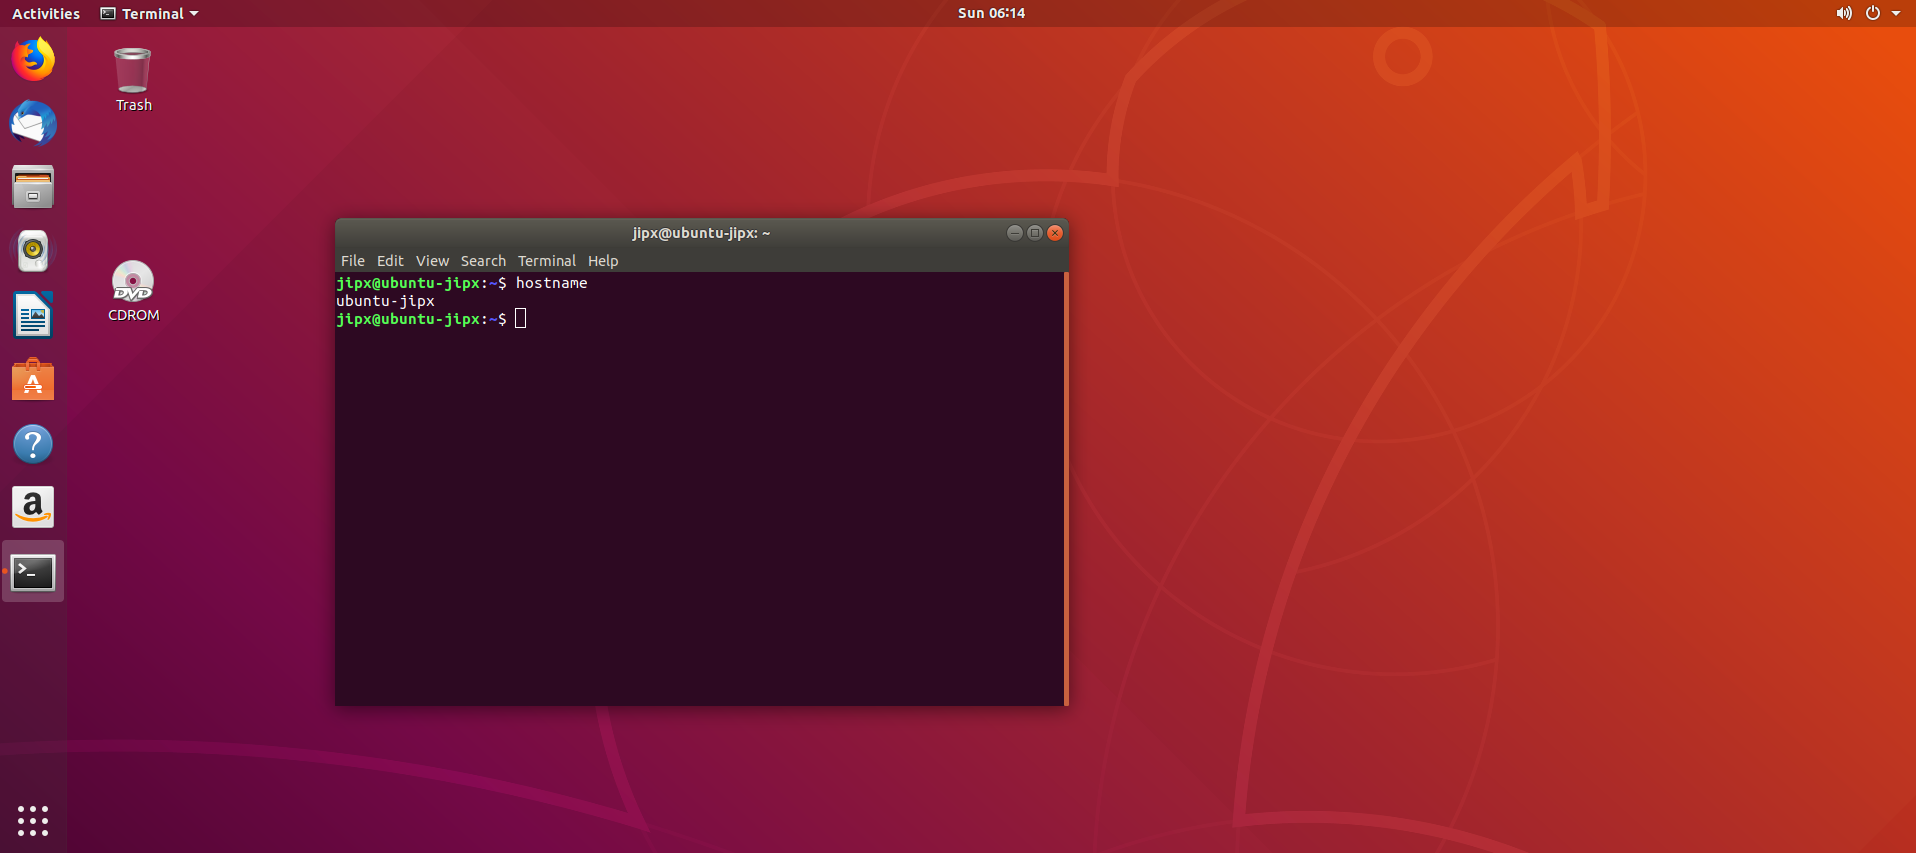 Activities Terminal Sun 06:14
Trash
DVD
CDROM
jipx@ubuntu-jipx: ~
File Edit View Search Terminal Help
jipx@ubuntu-jipx:~$ hostname
ubuntu-jipx
jipx@ubuntu-jipx:~$
A
?
a
>_